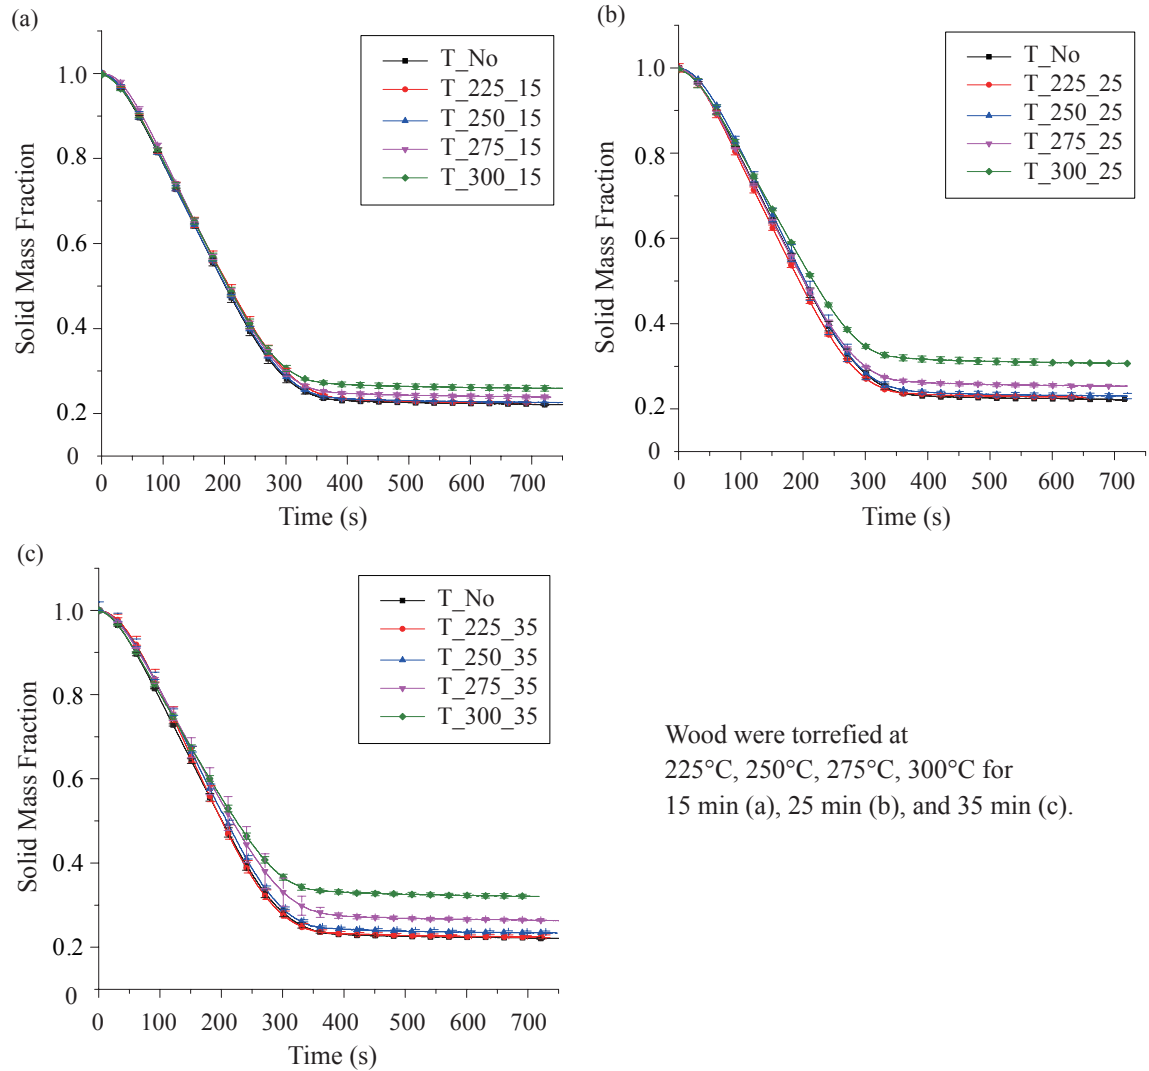 (a)
T_No
T_225_15
T_250_15
T_275_15
T_300_15
1.0
0.8
0.6
0.4
0.2
0
Solid Mass Fraction
0 100 200 300 400 500 600 700
Time (s)
(b)
T_No
T_225_25
T_250_25
T_275_25
T_300_25
1.0
0.8
0.6
0.4
0.2
0
Solid Mass Fraction
0 100 200 300 400 500 600 700
Time (s)
(c)
T_No
T_225_35
T_250_35
T_275_35
T_300_35
1.0
0.8
0.6
0.4
0.2
0
Solid Mass Fraction
0 100 200 300 400 500 600 700
Time (s)
Wood were torrefied at
225°C, 250°C, 275°C, 300°C for
15 min (a), 25 min (b), and 35 min (c).